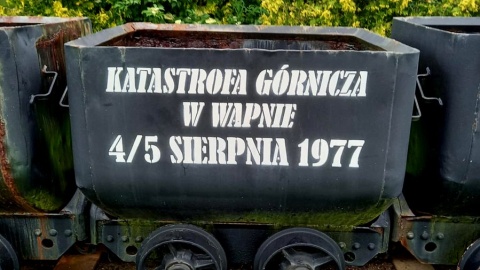 KATASTROFA GÓRNICZA
W WAPNIE
4/5 SIERPNIA 1977